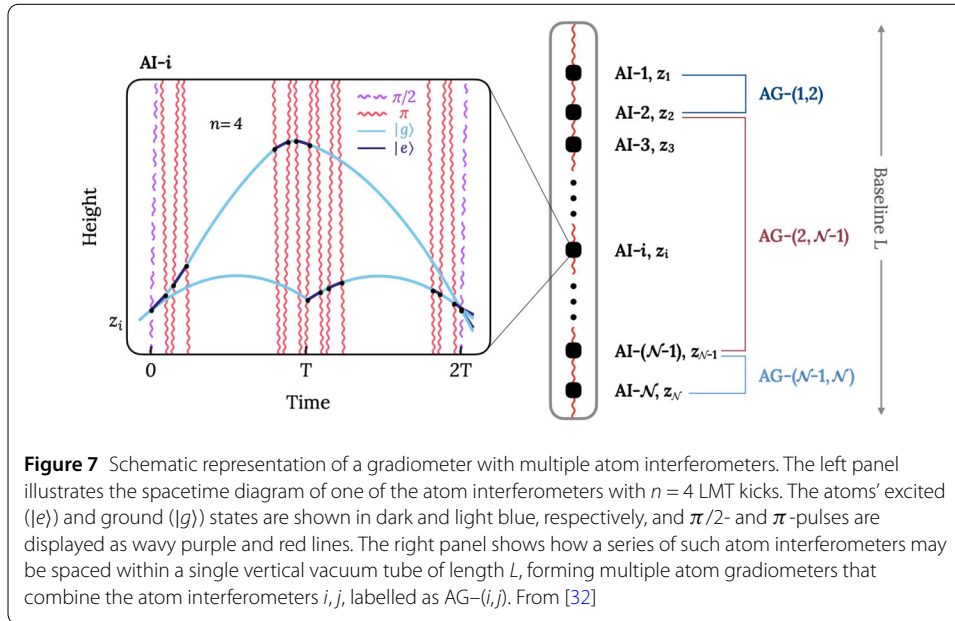 AI-i
n=4
π/2
π
|g⟩
|e⟩
Height
z_i
0
T
2T
Time
AI-1, z₁
AI-2, z₂
AI-3, z₃
AI-i, z_i
AI-(𝒩-1), z_𝒩-1
AI-𝒩, z_𝒩
AG-(1,2)
AG-(2, 𝒩-1)
AG-(𝒩-1, 𝒩)
Baseline L
Figure 7 Schematic representation of a gradiometer with multiple atom interferometers. The left panel
illustrates the spacetime diagram of one of the atom interferometers with n = 4 LMT kicks. The atoms' excited
(|e⟩) and ground (|g⟩) states are shown in dark and light blue, respectively, and π/2- and π-pulses are
displayed as wavy purple and red lines. The right panel shows how a series of such atom interferometers may
be spaced within a single vertical vacuum tube of length L, forming multiple atom gradiometers that
combine the atom interferometers i, j, labelled as AG–(i, j). From [32]